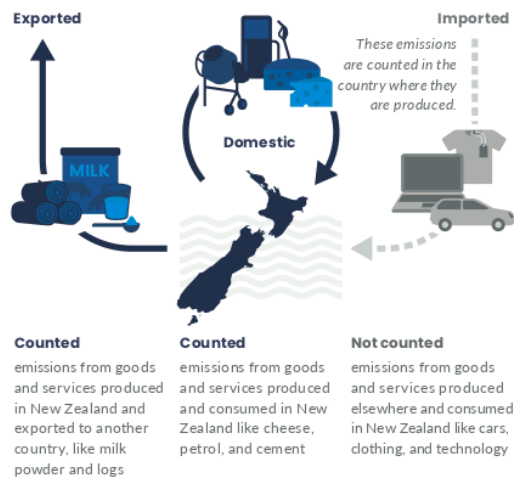 Exported
Imported
These emissions
are counted in the
country where they
are produced.
Domestic
MILK
Counted
emissions from goods
and services produced
in New Zealand and
exported to another
country, like milk
powder and logs
Counted
emissions from goods
and services produced
and consumed in New
Zealand like cheese,
petrol, and cement
Not counted
emissions from goods
and services produced
elsewhere and consumed
in New Zealand like cars,
clothing, and technology